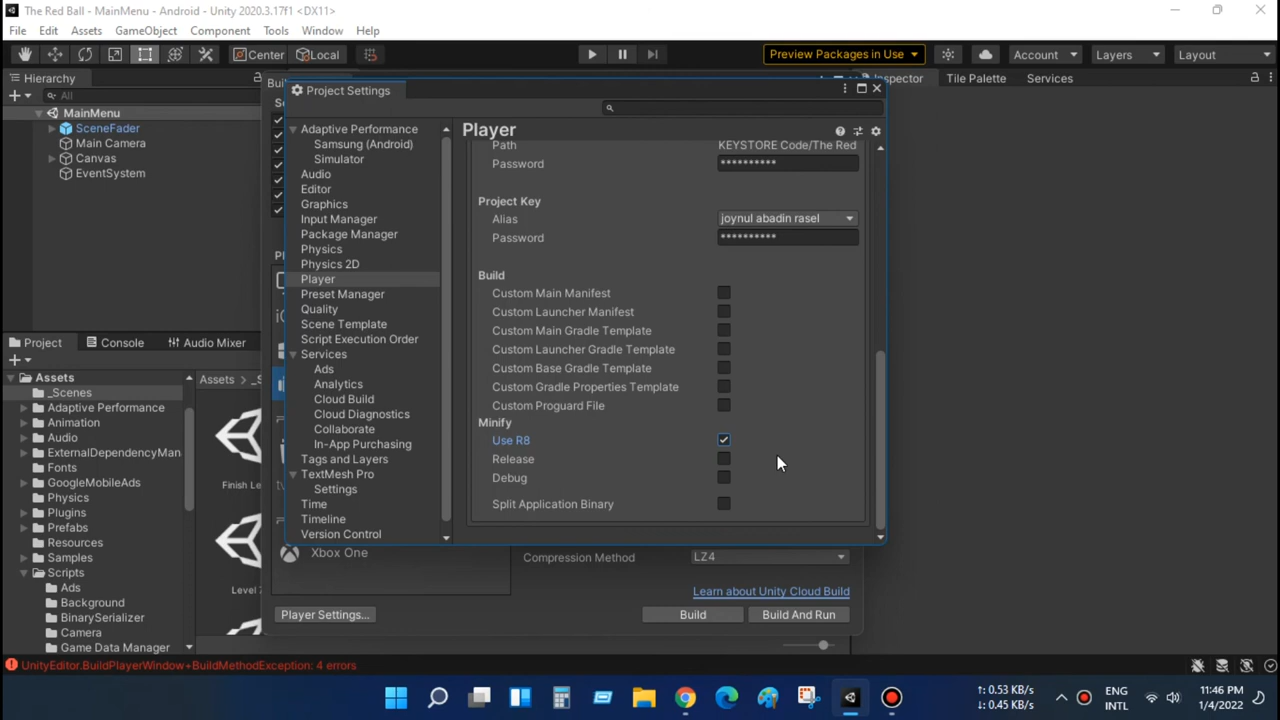 The Red Ball - MainMenu - Android - Unity 2020.3.17f1 <DX11>
File Edit Assets GameObject Component Tools Window Help
Center Local Preview Packages in Use Account Layers Layout
Hierarchy
All
MainMenu
SceneFader
Main Camera
Canvas
EventSystem
Project Settings
Adaptive Performance
Samsung (Android)
Simulator
Audio
Editor
Graphics
Input Manager
Package Manager
Physics
Physics 2D
Player
Preset Manager
Quality
Scene Template
Script Execution Order
Services
Ads
Analytics
Cloud Build
Cloud Diagnostics
Collaborate
In-App Purchasing
Tags and Layers
TextMesh Pro
Settings
Time
Timeline
Version Control
Player
Path KEYSTORE Code/The Red
Password **********
Project Key
Alias joynul abadin rasel
Password **********
Build
Custom Main Manifest
Custom Launcher Manifest
Custom Main Gradle Template
Custom Launcher Gradle Template
Custom Base Gradle Template
Custom Gradle Properties Template
Custom Proguard File
Minify
Use R8
Release
Debug
Split Application Binary
Tile Palette Services
Project Console Audio Mixer
Assets
_Scenes
Adaptive Performance
Animation
Audio
ExternalDependencyMan
Fonts
GoogleMobileAds
Physics
Plugins
Prefabs
Resources
Samples
Scripts
Ads
Background
BinarySerializer
Camera
Game Data Manager
Assets > _S
Finish Le
Xbox One
Compression Method LZ4
Learn about Unity Cloud Build
Player Settings... Build Build And Run
UnityEditor.BuildPlayerWindow+BuildMethodException: 4 errors
↑: 0.53 KB/s
↓: 0.45 KB/s
ENG
INTL
11:46 PM
1/4/2022